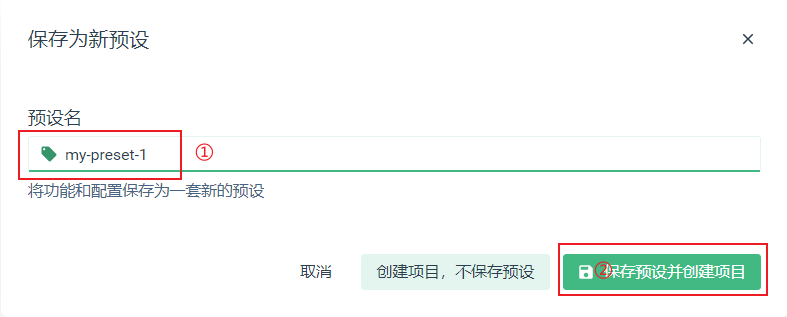 保存为新预设 ×
预设名
my-preset-1 ①
将功能和配置保存为一套新的预设
取消 创建项目，不保存预设 ②保存预设并创建项目